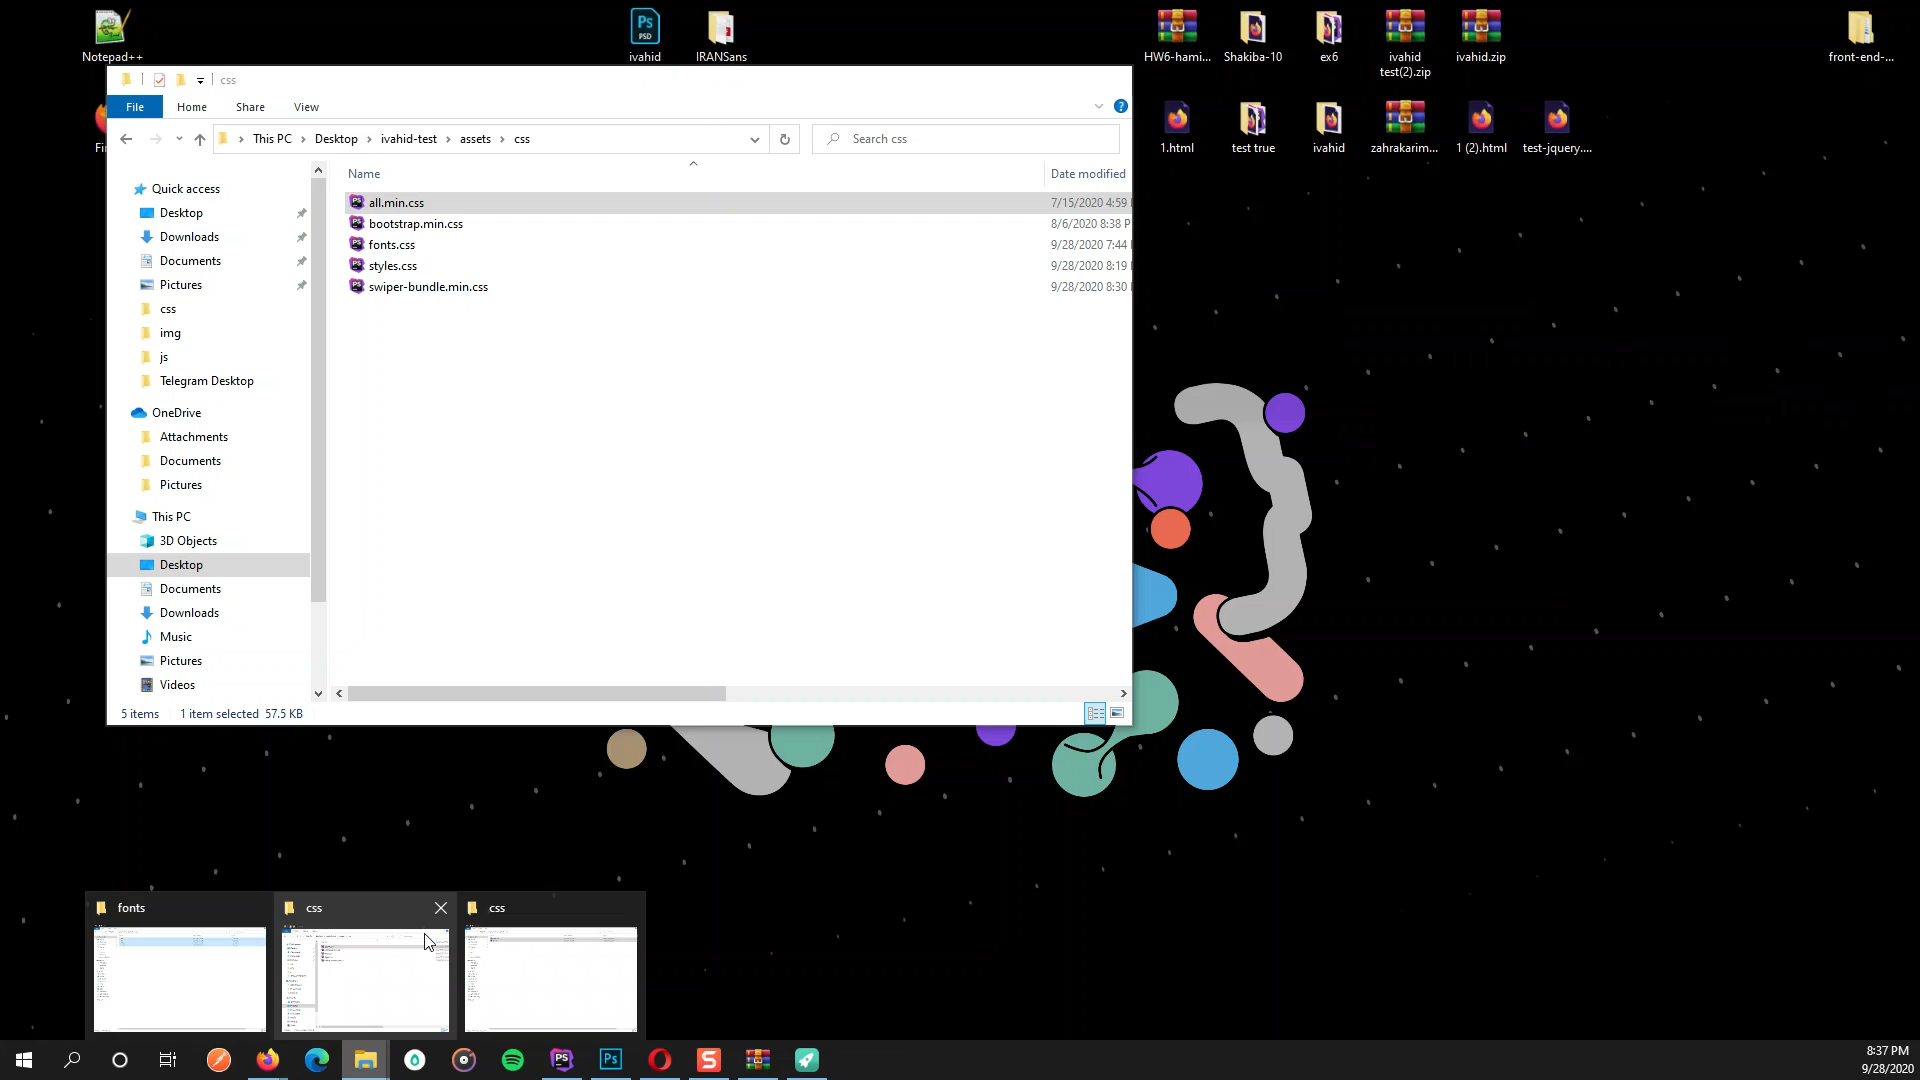 Notepad++
ivahid
IRANSans
HW6-hami...
Shakiba-10
ex6
ivahid
test(2).zip
ivahid.zip
front-end-...
css
File
Home
Share
View
This PC
Desktop
ivahid-test
assets
css
Search css
1.html
test true
ivahid
zahrakarim...
1 (2).html
test-jquery....
Name
Date modified
Quick access
Desktop
Downloads
Documents
Pictures
css
img
js
Telegram Desktop
OneDrive
Attachments
Documents
Pictures
This PC
3D Objects
Desktop
Documents
Downloads
Music
Pictures
Videos
all.min.css
7/15/2020 4:59
bootstrap.min.css
8/6/2020 8:38 P
fonts.css
9/28/2020 7:44
styles.css
9/28/2020 8:19
swiper-bundle.min.css
9/28/2020 8:30
5 items
1 item selected 57.5 KB
fonts
css
css
8:37 PM
9/28/2020